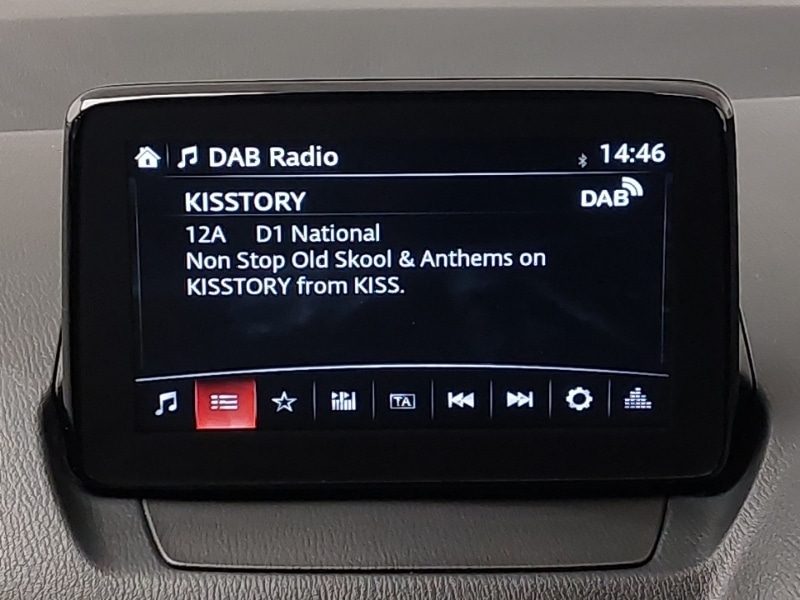 DAB Radio 14:46
KISSTORY DAB
12A D1 National
Non Stop Old Skool & Anthems on
KISSTORY from KISS.
TA